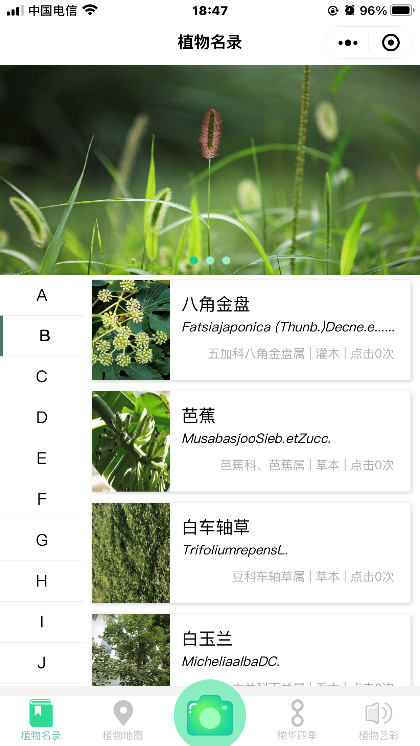 中国电信 18:47 96%
植物名录
A
B
C
D
E
F
G
H
I
J
八角金盘
Fatsiajaponica (Thunb.)Decne.e......
五加科八角金盘属 | 灌木 | 点击0次
芭蕉
MusabasjooSieb.etZucc.
芭蕉科、芭蕉属 | 草本 | 点击0次
白车轴草
TrifoliumrepensL.
豆科车轴草属 | 草本 | 点击0次
白玉兰
MicheliaalbaDC.
植物名录 植物地图 晾华四季 植物艺彩